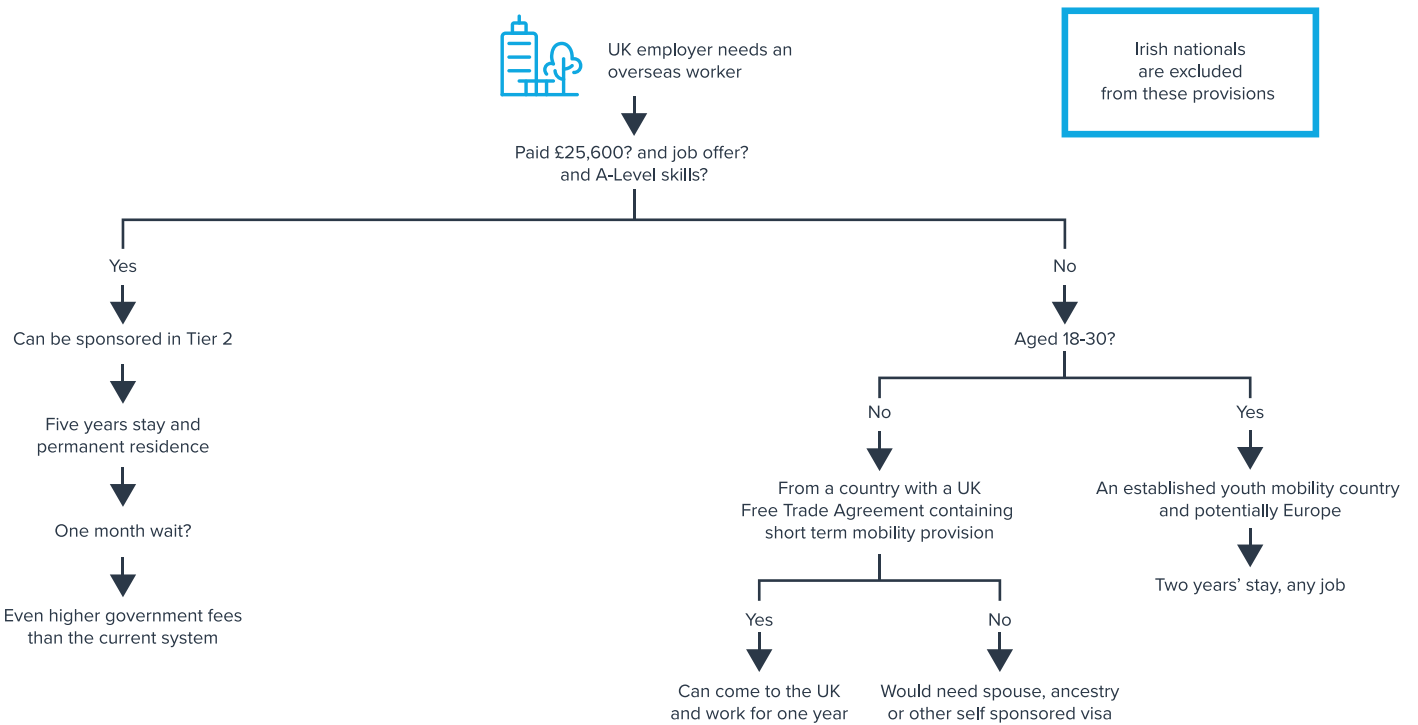 UK employer needs an
overseas worker
Irish nationals
are excluded
from these provisions
Paid £25,600? and job offer?
and A-Level skills?
Yes
No
Can be sponsored in Tier 2
Aged 18-30?
Five years stay and
permanent residence
No
Yes
One month wait?
From a country with a UK
Free Trade Agreement containing
short term mobility provision
An established youth mobility country
and potentially Europe
Even higher government fees
than the current system
Two years’ stay, any job
Yes
No
Can come to the UK
and work for one year
Would need spouse, ancestry
or other self sponsored visa